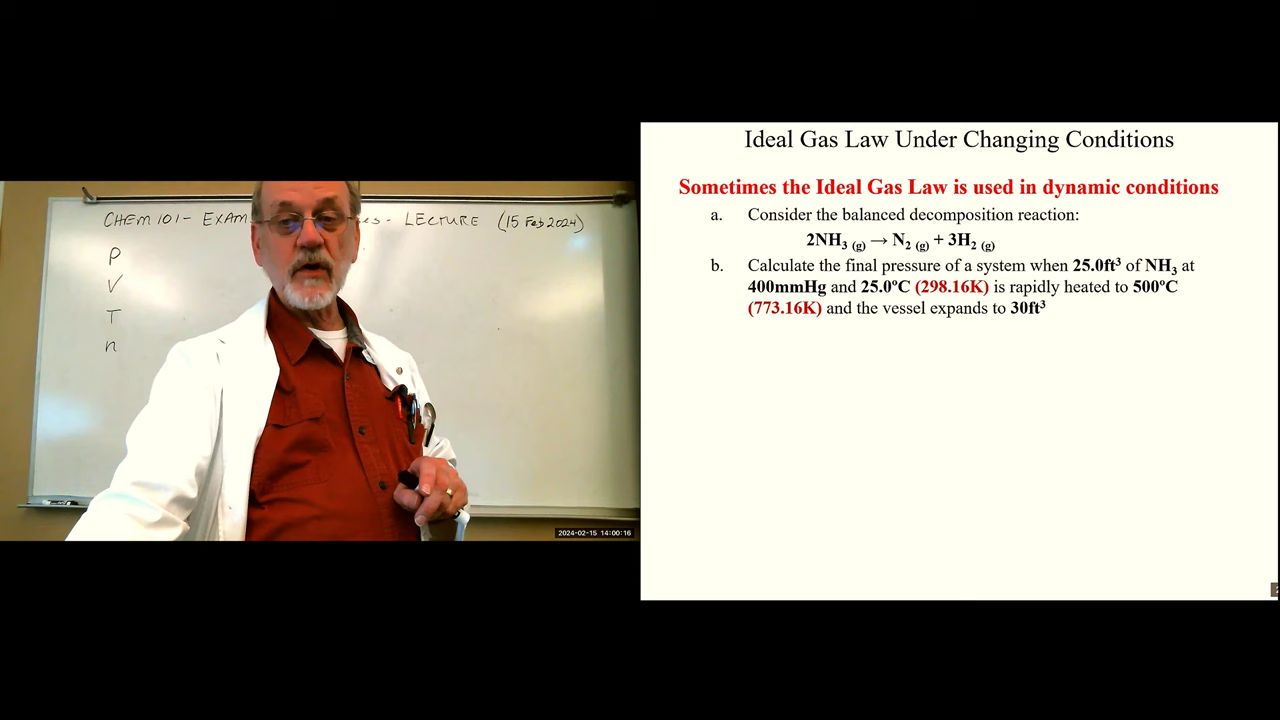 CHEM 101 - EXAM - LECTURE (15 Feb 2024)
P
V
T
n
2024-02-15 14:00:16
Ideal Gas Law Under Changing Conditions
Sometimes the Ideal Gas Law is used in dynamic conditions
a. Consider the balanced decomposition reaction:
2NH₃ (g) → N₂ (g) + 3H₂ (g)
b. Calculate the final pressure of a system when 25.0ft³ of NH₃ at
400mmHg and 25.0ºC (298.16K) is rapidly heated to 500ºC
(773.16K) and the vessel expands to 30ft³